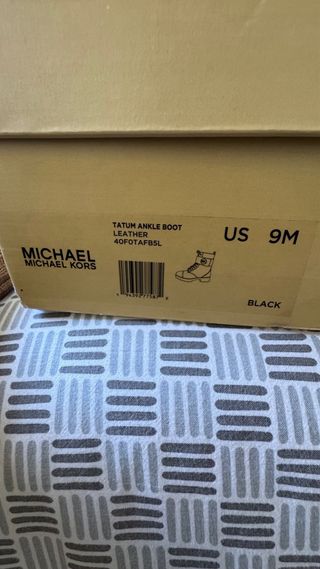 TATUM ANKLE BOOT
LEATHER
40F0TAFB5L
US 9M
MICHAEL
MICHAEL KORS
BLACK